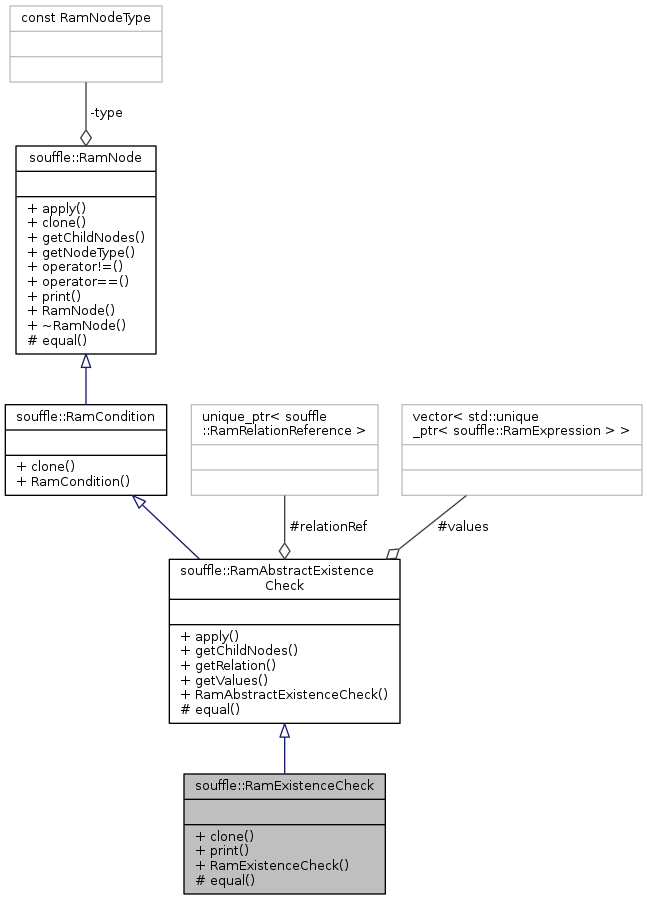 const RamNodeType
-type
souffle::RamNode
+ apply()
+ clone()
+ getChildNodes()
+ getNodeType()
+ operator!=()
+ operator==()
+ print()
+ RamNode()
+ ~RamNode()
# equal()
souffle::RamCondition
+ clone()
+ RamCondition()
unique_ptr< souffle
::RamRelationReference >
vector< std::unique
_ptr< souffle::RamExpression > >
#relationRef
#values
souffle::RamAbstractExistence
Check
+ apply()
+ getChildNodes()
+ getRelation()
+ getValues()
+ RamAbstractExistenceCheck()
# equal()
souffle::RamExistenceCheck
+ clone()
+ print()
+ RamExistenceCheck()
# equal()